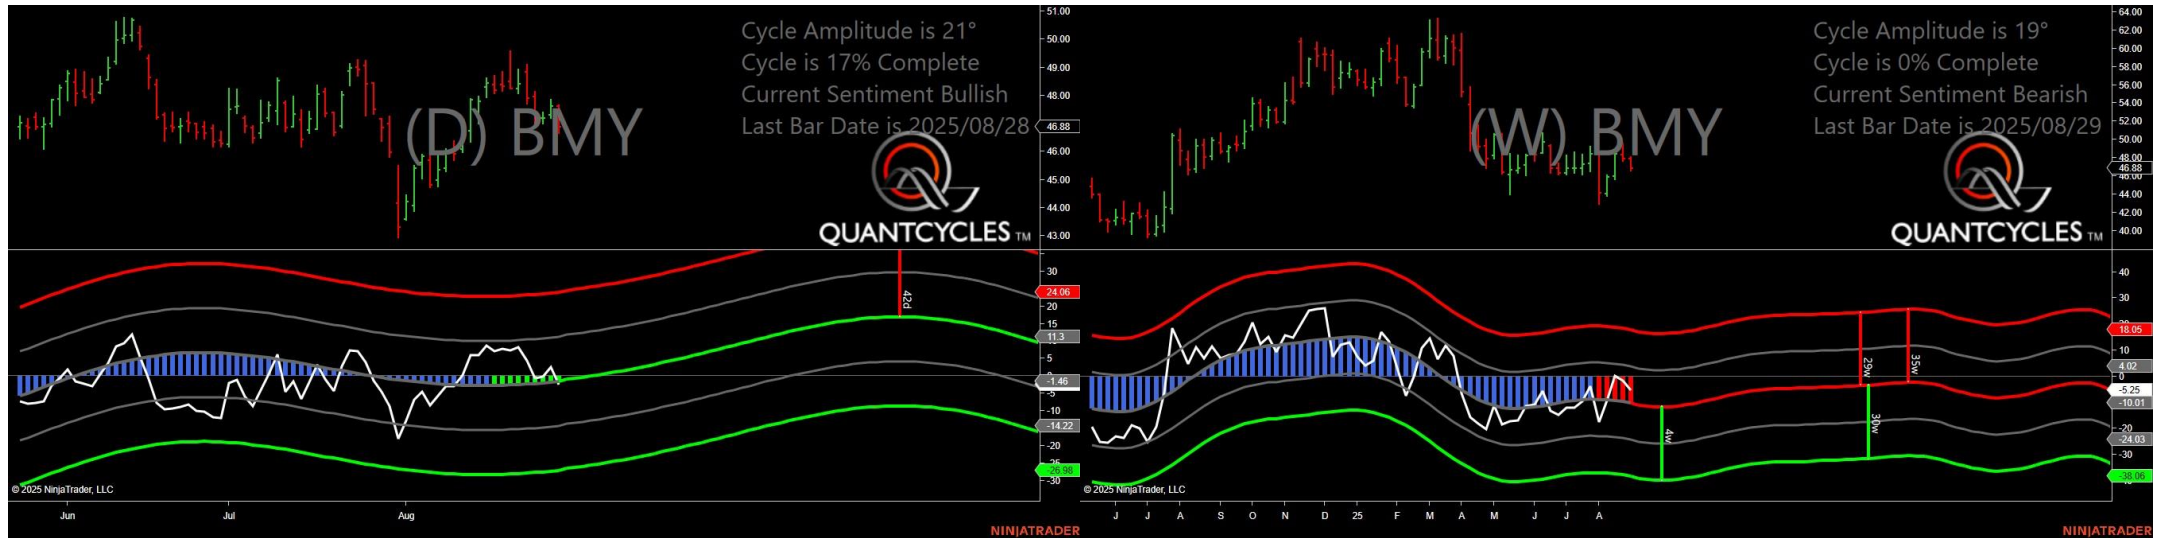 Cycle Amplitude is 21°
Cycle is 17% Complete
Current Sentiment Bullish
Last Bar Date is 2025/08/28
(D) BMY
QUANTCYCLES TM
51.00
50.00
49.00
48.00
46.88
46.00
45.00
44.00
43.00
30
24.06
20
15
11.3
5
-1.46
-5
-10
-14.22
-20
-26.98
-30
42d
© 2025 NinjaTrader, LLC
Jun Jul Aug
NINJATRADER
Cycle Amplitude is 19°
Cycle is 0% Complete
Current Sentiment Bearish
Last Bar Date is 2025/08/29
(W) BMY
QUANTCYCLES TM
64.00
62.00
60.00
58.00
56.00
54.00
52.00
50.00
48.00
46.88
46.00
44.00
42.00
40.00
40
30
18.05
10
4.02
0
-5.25
-10.01
-20
-24.03
-30
-38.06
4w
29w
30w
35w
© 2025 NinjaTrader, LLC
J J A S O N D 25 F M A M J J A
NINJATRADER